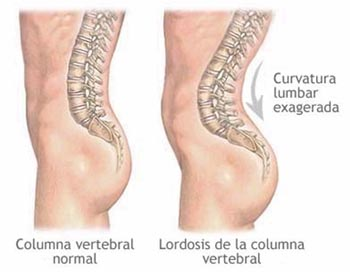 Curvatura
lumbar
exagerada
Columna vertebral
normal
Lordosis de la columna
vertebral